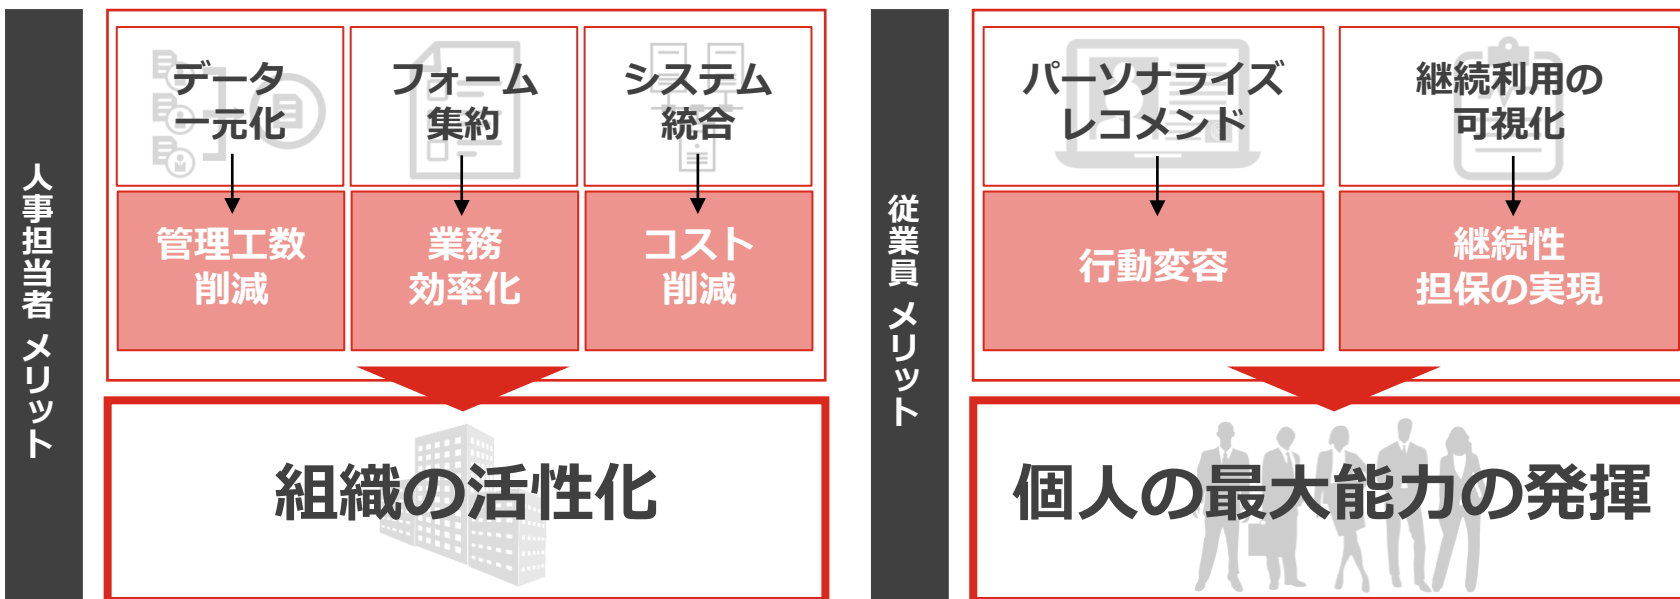 人事担当者 メリット
データ
一元化
フォーム
集約
システム
統合
管理工数
削減
業務
効率化
コスト
削減
組織の活性化
従業員 メリット
パーソナライズ
レコメンド
継続利用の
可視化
行動変容
継続性
担保の実現
個人の最大能力の発揮